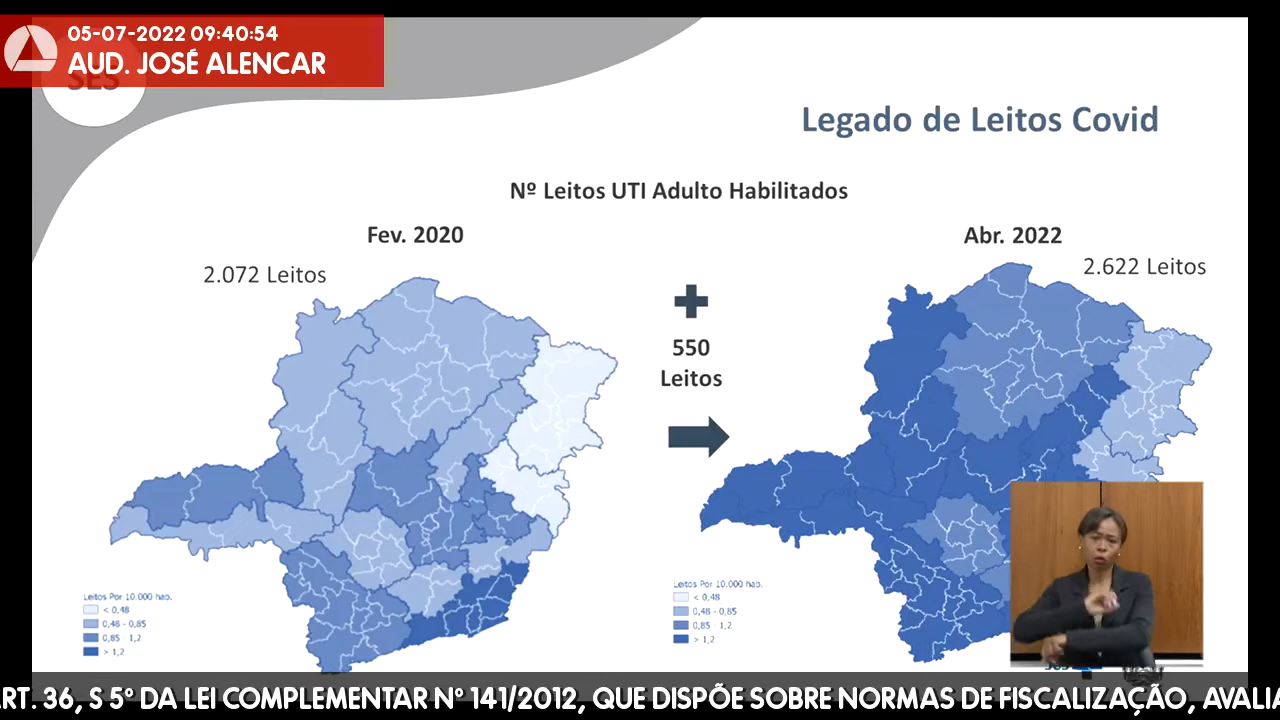 05-07-2022 09:40:54
AUD. JOSÉ ALENCAR
SES
Legado de Leitos Covid
Nº Leitos UTI Adulto Habilitados
Fev. 2020
Abr. 2022
2.072 Leitos
2.622 Leitos
550
Leitos
Leitos Por 10.000 hab.
< 0,48
0,48 - 0,85
0,85 - 1,2
> 1,2
Leitos Por 10.000 hab.
< 0,48
0,48 - 0,85
0,85 - 1,2
> 1,2
RT. 36, S 5º DA LEI COMPLEMENTAR Nº 141/2012, QUE DISPÕE SOBRE NORMAS DE FISCALIZAÇÃO, AVALIA